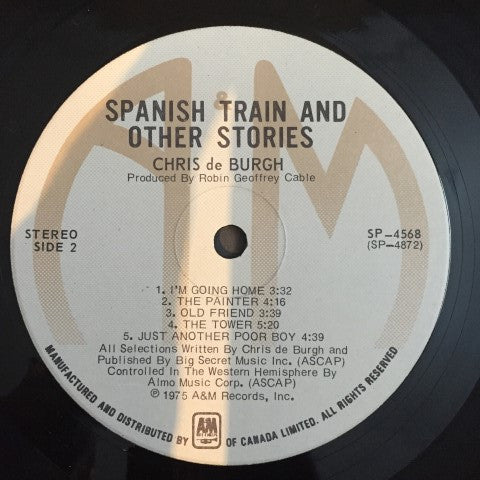 SPANISH TRAIN AND
OTHER STORIES
CHRIS de BURGH
Produced By Robin Geoffrey Cable
STEREO
SIDE 2
SP-4568
(SP-4872)
1. I'M GOING HOME 3:32
2. THE PAINTER 4:16
3. OLD FRIEND 3:39
4. THE TOWER 5:20
5. JUST ANOTHER POOR BOY 4:39
All Selections Written By Chris de Burgh and
Published By Big Secret Music Inc. (ASCAP)
Controlled In The Western Hemisphere By
Almo Music Corp. (ASCAP)
℗ 1975 A&M Records, Inc.
MANUFACTURED AND DISTRIBUTED BY A&M RECORDS OF CANADA LIMITED. ALL RIGHTS RESERVED